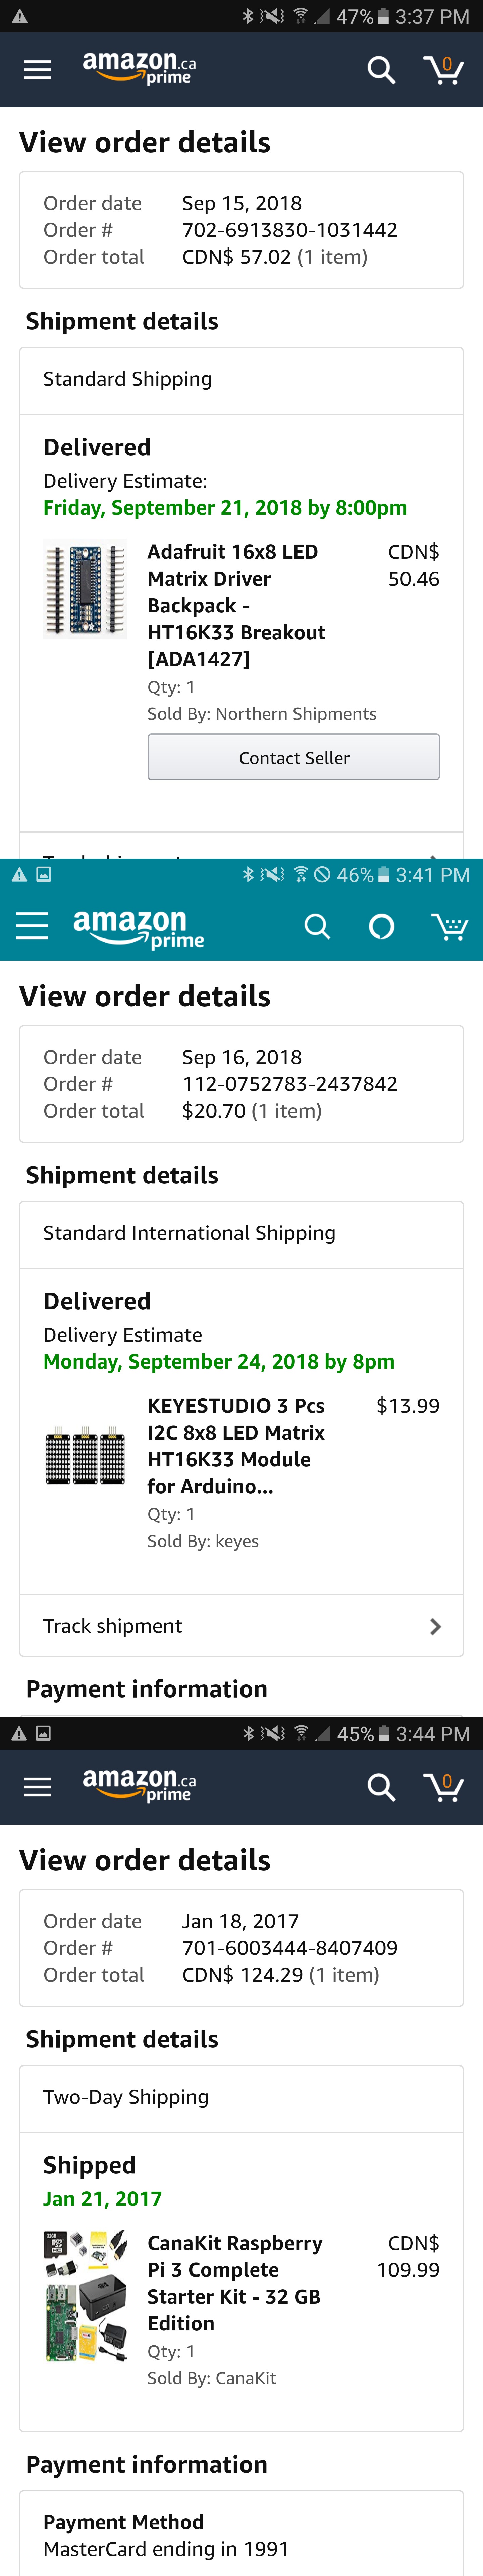 47% 3:37 PM
amazon.ca
prime
0
View order details
Order date Sep 15, 2018
Order # 702-6913830-1031442
Order total CDN$ 57.02 (1 item)
Shipment details
Standard Shipping
Delivered
Delivery Estimate:
Friday, September 21, 2018 by 8:00pm
Adafruit 16x8 LED CDN$
Matrix Driver 50.46
Backpack -
HT16K33 Breakout
[ADA1427]
Qty: 1
Sold By: Northern Shipments
Contact Seller
46% 3:41 PM
amazon
prime
View order details
Order date Sep 16, 2018
Order # 112-0752783-2437842
Order total $20.70 (1 item)
Shipment details
Standard International Shipping
Delivered
Delivery Estimate
Monday, September 24, 2018 by 8pm
KEYESTUDIO 3 Pcs $13.99
I2C 8x8 LED Matrix
HT16K33 Module
for Arduino...
Qty: 1
Sold By: keyes
Track shipment
Payment information
45% 3:44 PM
amazon.ca
prime
0
View order details
Order date Jan 18, 2017
Order # 701-6003444-8407409
Order total CDN$ 124.29 (1 item)
Shipment details
Two-Day Shipping
Shipped
Jan 21, 2017
CanaKit Raspberry CDN$
Pi 3 Complete 109.99
Starter Kit - 32 GB
Edition
Qty: 1
Sold By: CanaKit
Payment information
Payment Method
MasterCard ending in 1991